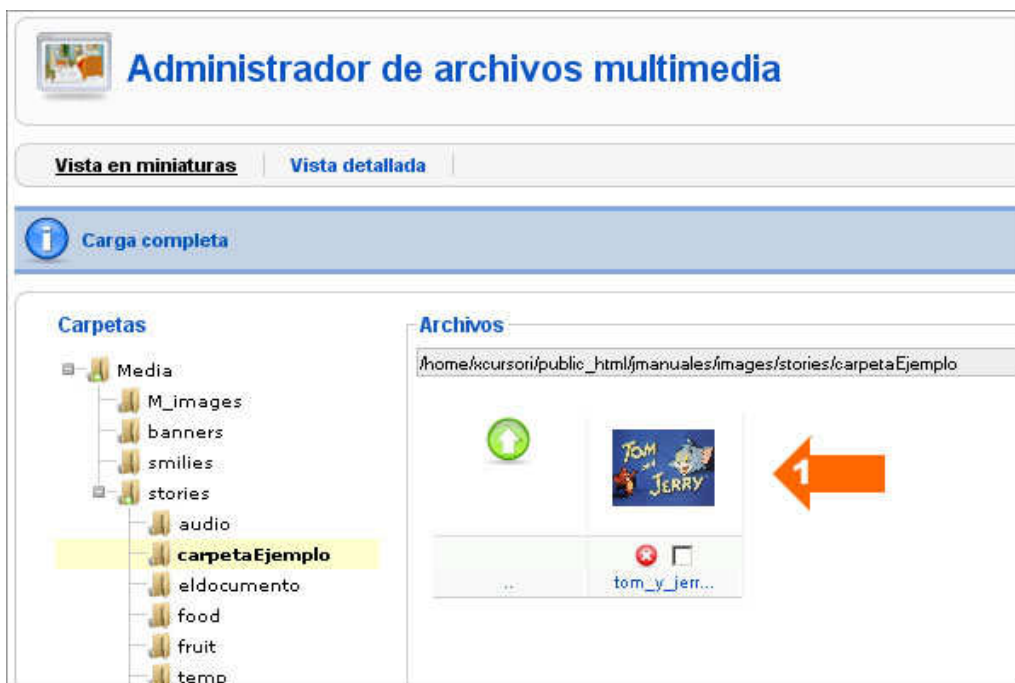 Administrador de archivos multimedia
Vista en miniaturas Vista detallada
i Carga completa
Carpetas
Media
M_images
banners
smilies
stories
audio
carpetaEjemplo
eldocumento
food
fruit
temp
Archivos
/home/xcursori/public_html/jmanuales/images/stories/carpetaEjemplo
TOM
and
JERRY
1
..
tom_y_jerr...